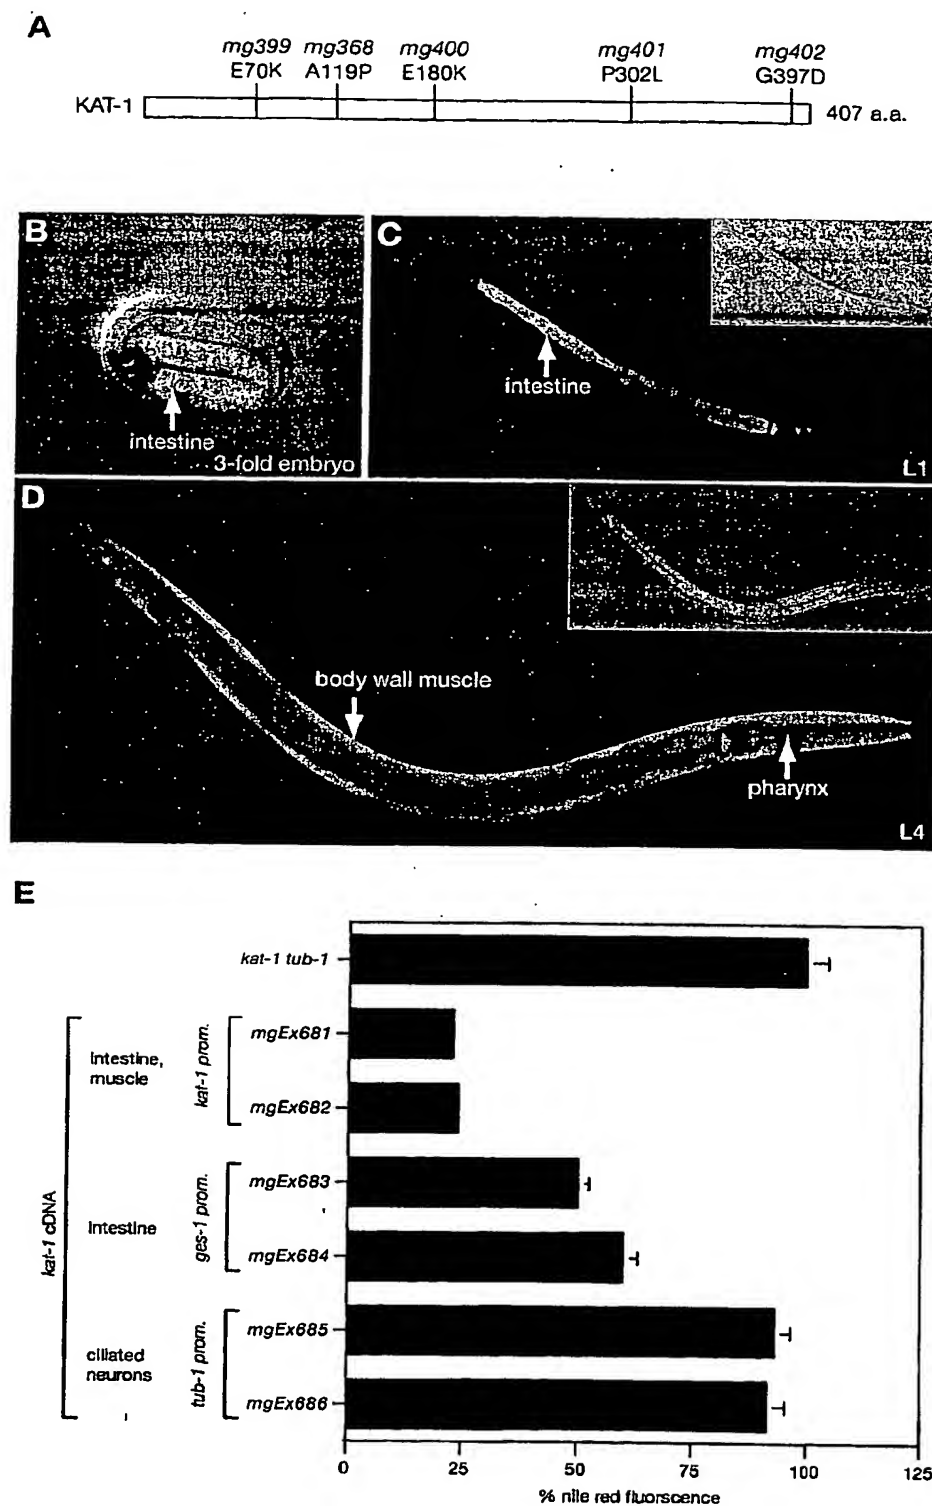 A
mg399 mg368 mg400 mg401 mg402
E70K A119P E180K P302L G397D
KAT-1 407 a.a.
B
intestine
3-fold embryo
C
intestine
L1
D
body wall muscle
pharynx
L4
E
kat-1 tub-1
kat-1 cDNA
intestine, muscle
kat-1 prom.
mgEx681
mgEx682
intestine
ges-1 prom.
mgEx683
mgEx684
ciliated neurons
tub-1 prom.
mgEx685
mgEx686
0 25 50 75 100 125
% nile red fluorscence